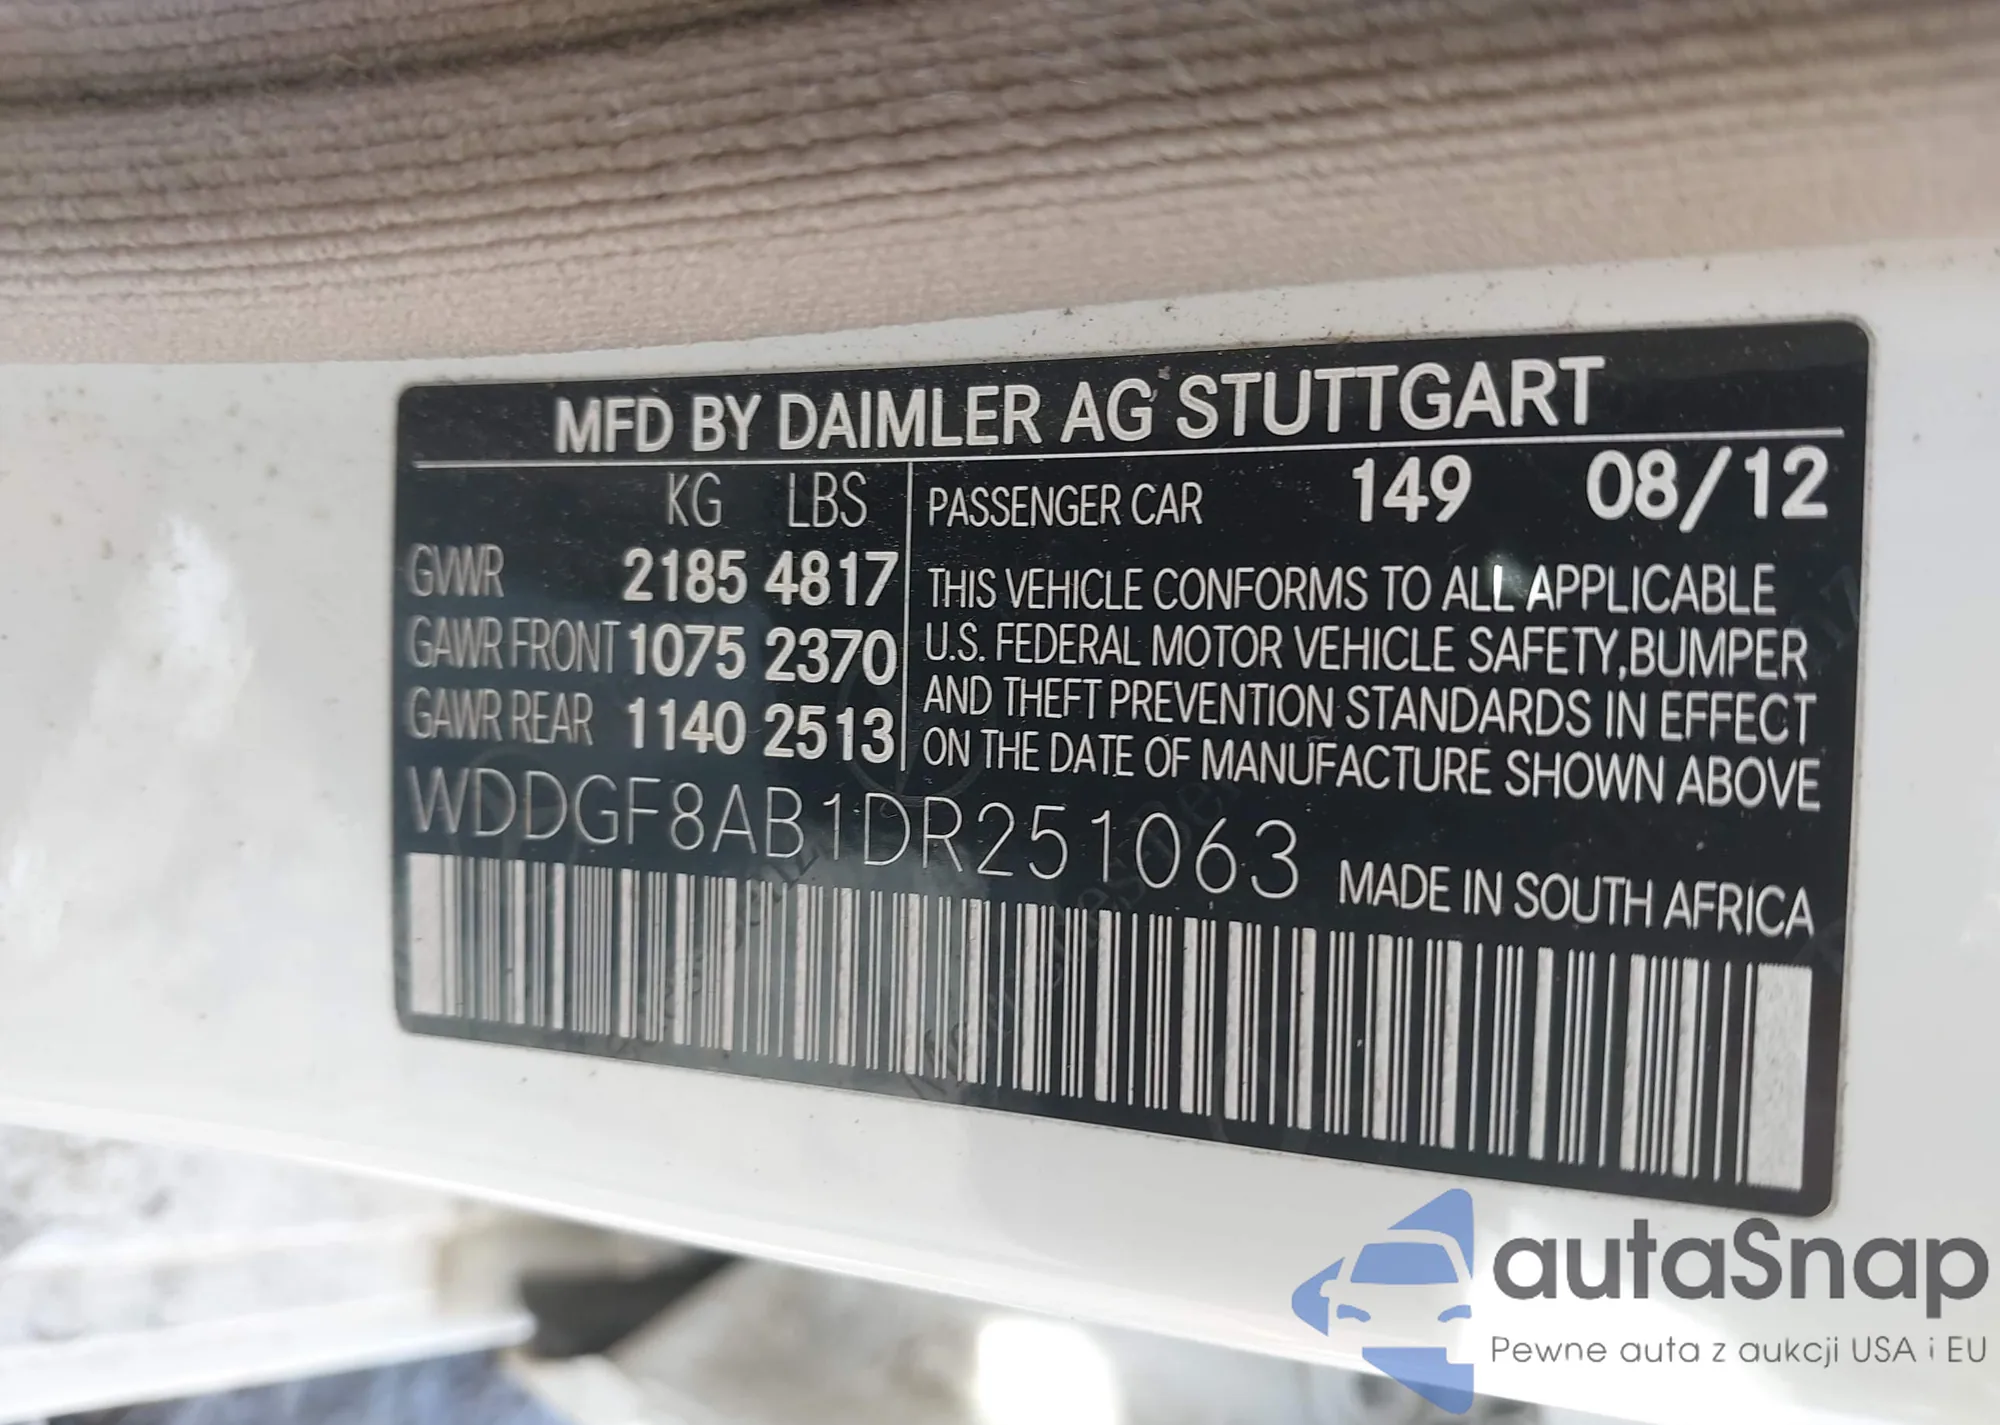 MFD BY DAIMLER AG STUTTGART
KG LBS
GVWR 2185 4817
GAWR FRONT 1075 2370
GAWR REAR 1140 2513
PASSENGER CAR 149 08/12
THIS VEHICLE CONFORMS TO ALL APPLICABLE
U.S. FEDERAL MOTOR VEHICLE SAFETY,BUMPER
AND THEFT PREVENTION STANDARDS IN EFFECT
ON THE DATE OF MANUFACTURE SHOWN ABOVE
WDDGF8AB1DR251063
MADE IN SOUTH AFRICA
autaSnap
Pewne auta z aukcji USA i EU